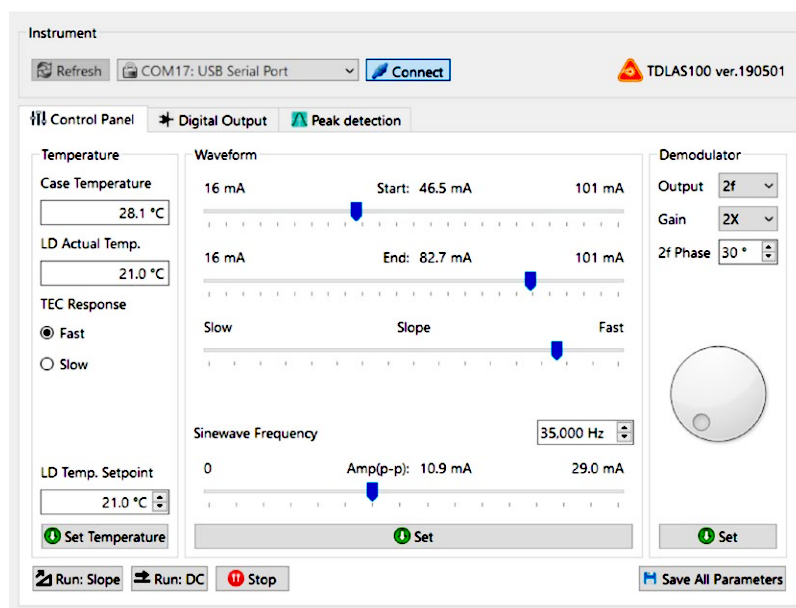 Instrument
Refresh COM17: USB Serial Port Connect TDLAS100 ver.190501
Control Panel Digital Output Peak detection
Temperature
Case Temperature
28.1 °C
LD Actual Temp.
21.0 °C
TEC Response
Fast
Slow
LD Temp. Setpoint
21.0 °C
Set Temperature
Waveform
16 mA Start: 46.5 mA 101 mA
16 mA End: 82.7 mA 101 mA
Slow Slope Fast
Sinewave Frequency 35,000 Hz
0 Amp(p-p): 10.9 mA 29.0 mA
Set
Demodulator
Output 2f
Gain 2X
2f Phase 30 °
Set
Run: Slope Run: DC Stop Save All Parameters